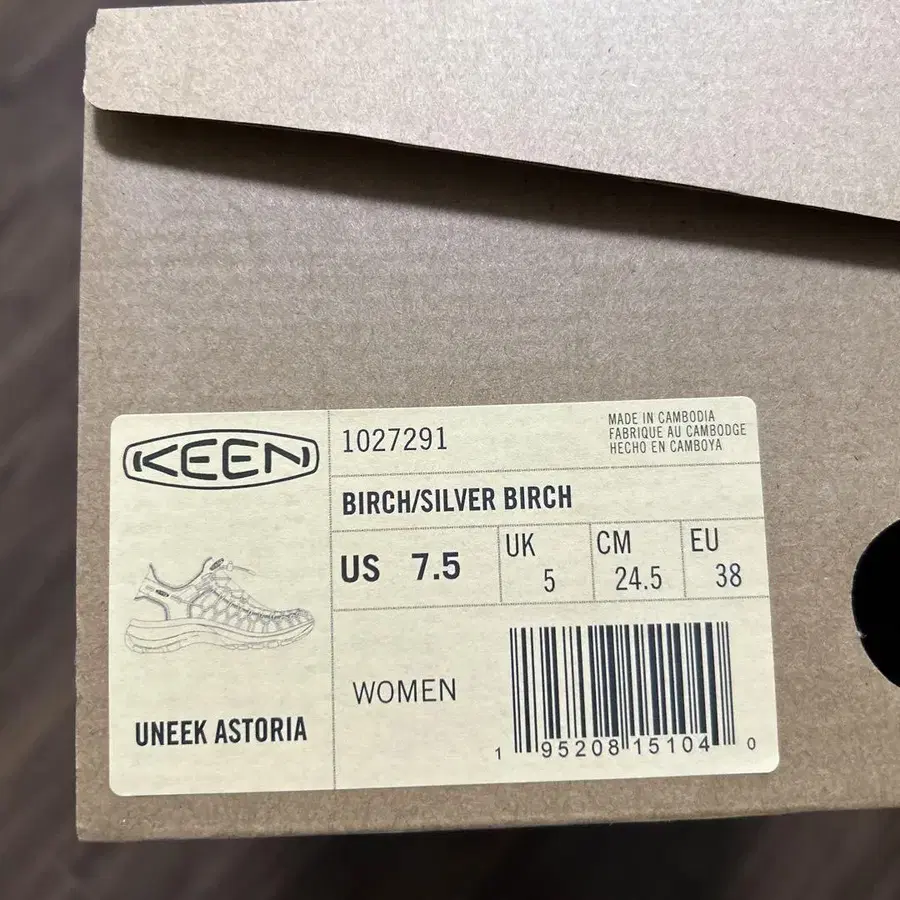 KEEN
1027291
MADE IN CAMBODIA
FABRIQUE AU CAMBODGE
HECHO EN CAMBOYA
BIRCH/SILVER BIRCH
US 7.5
UK
5
CM
24.5
EU
38
KEEN
UNEEK ASTORIA
WOMEN
1 95208 15104 0